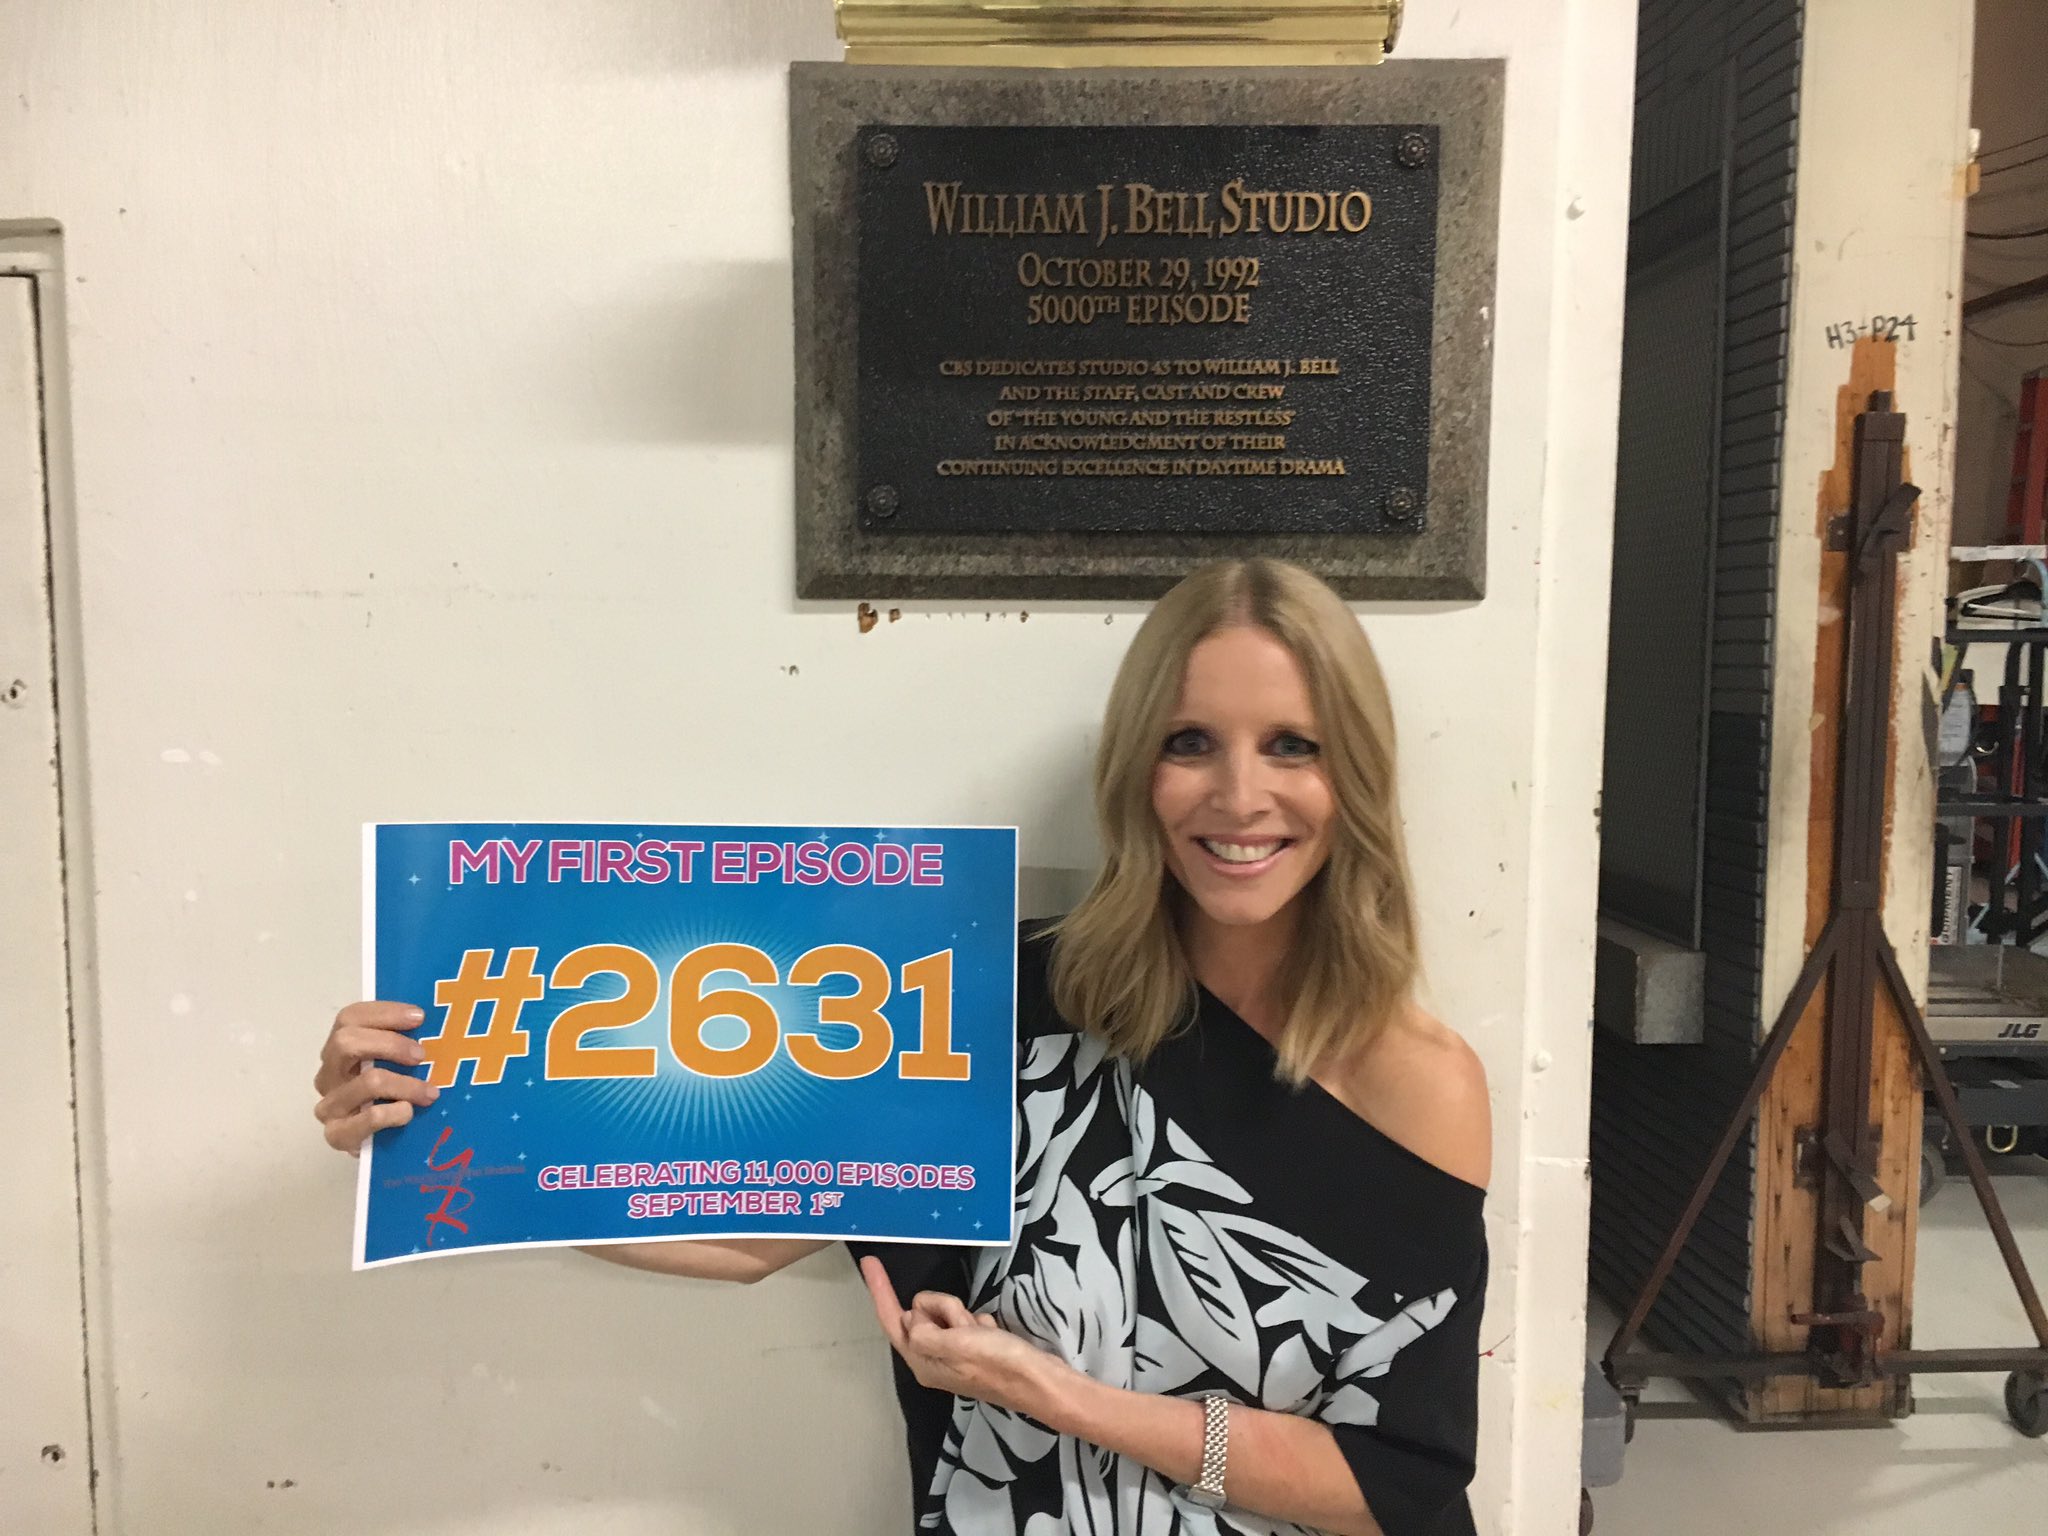 WILLIAM J. BELL STUDIO
OCTOBER 29, 1992
5000TH EPISODE
CBS DEDICATES STUDIO 43 TO WILLIAM J. BELL
AND THE STAFF, CAST AND CREW
OF "THE YOUNG AND THE RESTLESS"
IN ACKNOWLEDGMENT OF THEIR
CONTINUING EXCELLENCE IN DAYTIME DRAMA
H3-P24
MY FIRST EPISODE
#2631
YR
CELEBRATING 11,000 EPISODES
SEPTEMBER 1ST
JLG